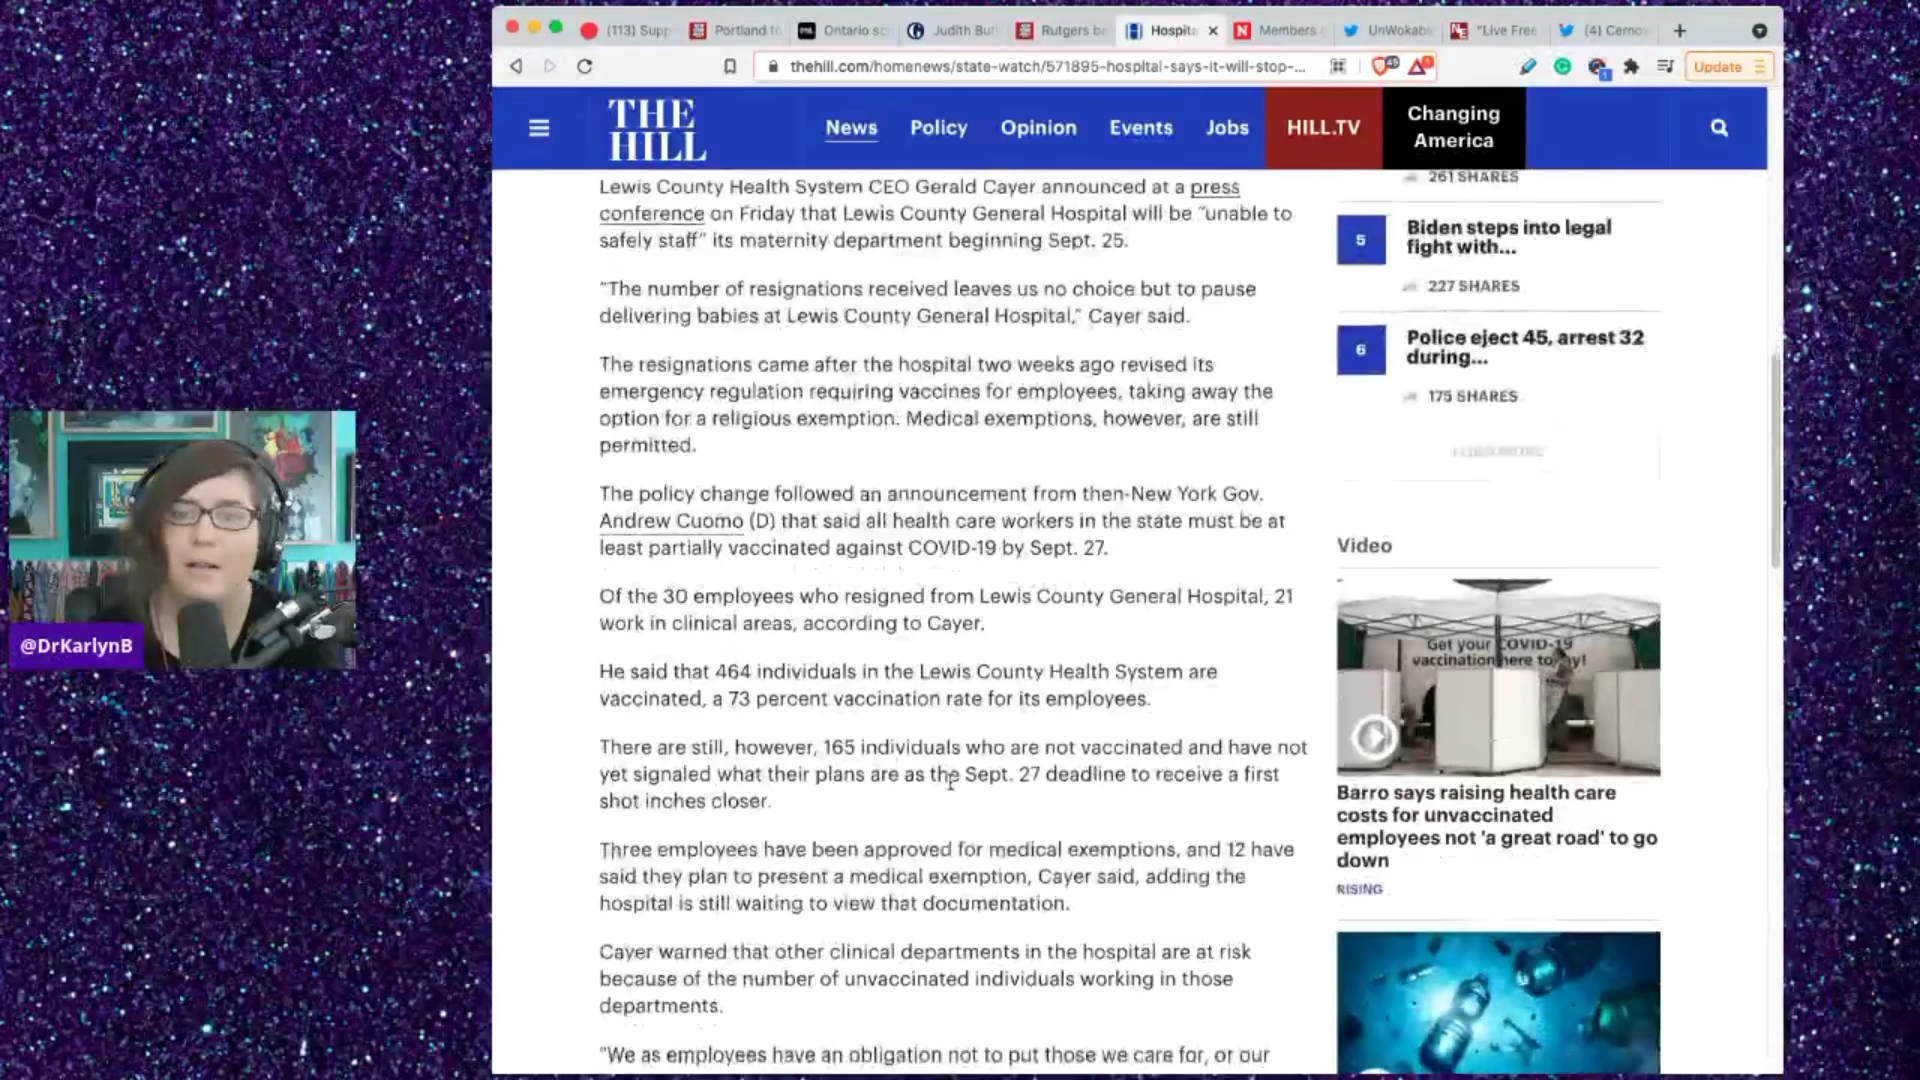 (113) Supp
Portland to
Ontario sc
Judith But
Rutgers ba
Hospita
Members o
UnWokabl
"Live Free
(4) Cerno
thehill.com/homenews/state-watch/571895-hospital-says-it-will-stop-...
Update
THE
HILL
News
Policy
Opinion
Events
Jobs
HILL.TV
Changing
America
Lewis County Health System CEO Gerald Cayer announced at a press
conference on Friday that Lewis County General Hospital will be "unable to
safely staff" its maternity department beginning Sept. 25.
"The number of resignations received leaves us no choice but to pause
delivering babies at Lewis County General Hospital," Cayer said.
The resignations came after the hospital two weeks ago revised its
emergency regulation requiring vaccines for employees, taking away the
option for a religious exemption. Medical exemptions, however, are still
permitted.
The policy change followed an announcement from then-New York Gov.
Andrew Cuomo (D) that said all health care workers in the state must be at
least partially vaccinated against COVID-19 by Sept. 27.
Of the 30 employees who resigned from Lewis County General Hospital, 21
work in clinical areas, according to Cayer.
He said that 464 individuals in the Lewis County Health System are
vaccinated, a 73 percent vaccination rate for its employees.
There are still, however, 165 individuals who are not vaccinated and have not
yet signaled what their plans are as the Sept. 27 deadline to receive a first
shot inches closer.
Three employees have been approved for medical exemptions, and 12 have
said they plan to present a medical exemption, Cayer said, adding the
hospital is still waiting to view that documentation.
Cayer warned that other clinical departments in the hospital are at risk
because of the number of unvaccinated individuals working in those
departments.
"We as employees have an obligation not to put those we care for, or our
261 SHARES
5
Biden steps into legal
fight with...
227 SHARES
6
Police eject 45, arrest 32
during...
175 SHARES
Video
Get your COVID-19
vaccination here today!
Barro says raising health care
costs for unvaccinated
employees not 'a great road' to go
down
RISING
@DrKarlynB